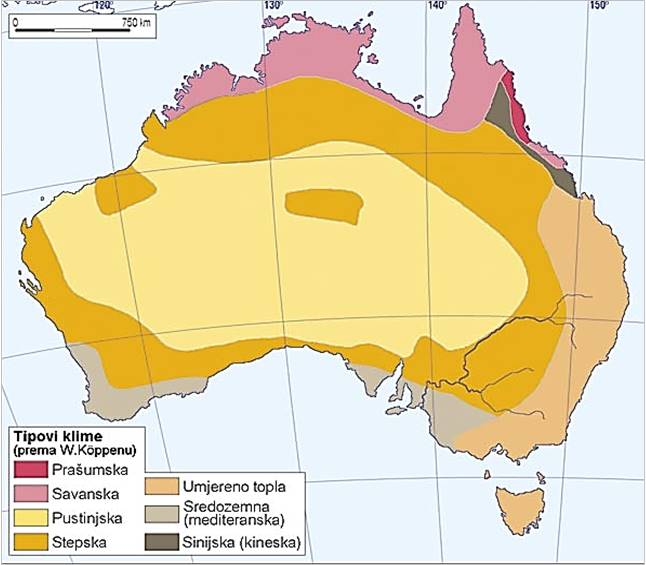 120°
130°
140°
150°
0
750 km
Tipovi klime
(prema W.Köppenu)
Prašumska
Savanska
Pustinjska
Stepska
Umjereno topla
Sredozemna
(mediteranska)
Sinijska (kineska)